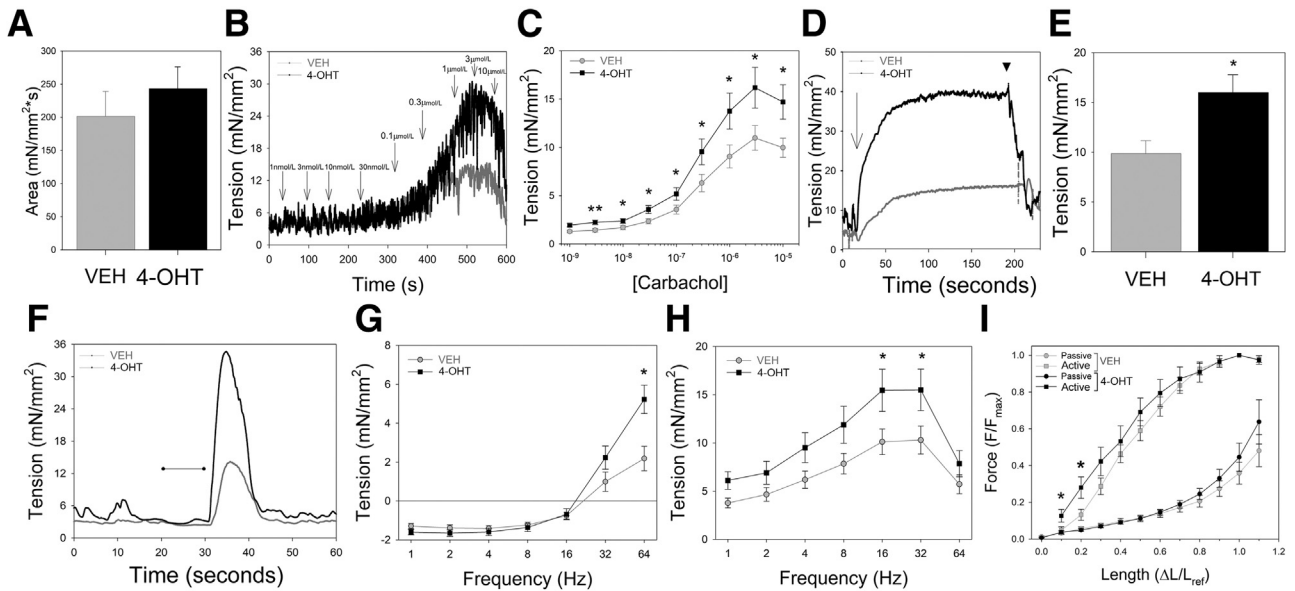 A
Area (mN/mm²*s)
300
250
200
150
100
50
0
VEH 4-OHT
B
Tension (mN/mm²)
36
30
24
18
12
6
0
VEH
4-OHT
1nmol/L 3nmol/L 10nmol/L 30nmol/L
0.1μmol/L
0.3μmol/L
1μmol/L
3μmol/L
10μmol/L
0 100 200 300 400 500 600
Time (s)
C
Tension (mN/mm²)
20
15
10
5
0
VEH
4-OHT
** * * * * * * *
10⁻⁹ 10⁻⁸ 10⁻⁷ 10⁻⁶ 10⁻⁵
[Carbachol]
D
Tension (mN/mm²)
50
40
30
20
10
0
VEH
4-OHT
0 50 100 150 200
Time (seconds)
E
Tension (mN/mm²)
20
15
10
5
0
*
VEH 4-OHT
F
Tension (mN/mm²)
36
30
24
18
12
6
0
VEH
4-OHT
0 10 20 30 40 50 60
Time (seconds)
G
Tension (mN/mm²)
8
6
4
2
0
-2
VEH
4-OHT
*
1 2 4 8 16 32 64
Frequency (Hz)
H
Tension (mN/mm²)
20
15
10
5
0
VEH
4-OHT
* *
1 2 4 8 16 32 64
Frequency (Hz)
I
Force (F/Fmax)
1.0
0.8
0.6
0.4
0.2
0.0
Passive
Active
VEH
Passive
Active
4-OHT
* *
0.0 0.2 0.4 0.6 0.8 1.0 1.2
Length (ΔL/Lref)